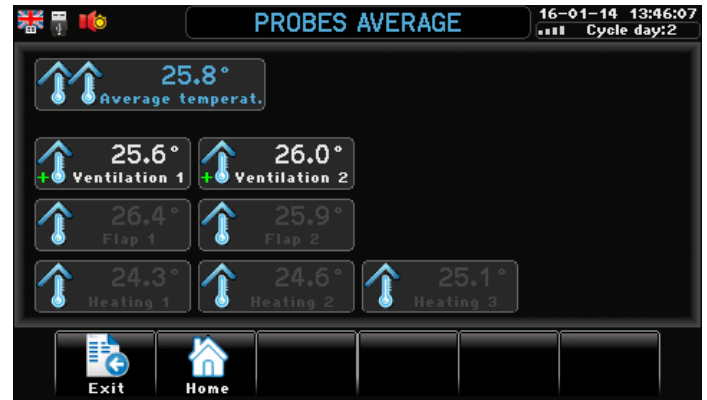 PROBES AVERAGE
16-01-14 13:46:07
Cycle day:2
25.8°
Average temperat.
25.6° 26.0°
+ Ventilation 1 + Ventilation 2
26.4° 25.9°
Flap 1 Flap 2
24.3° 24.6° 25.1°
Heating 1 Heating 2 Heating 3
Exit Home